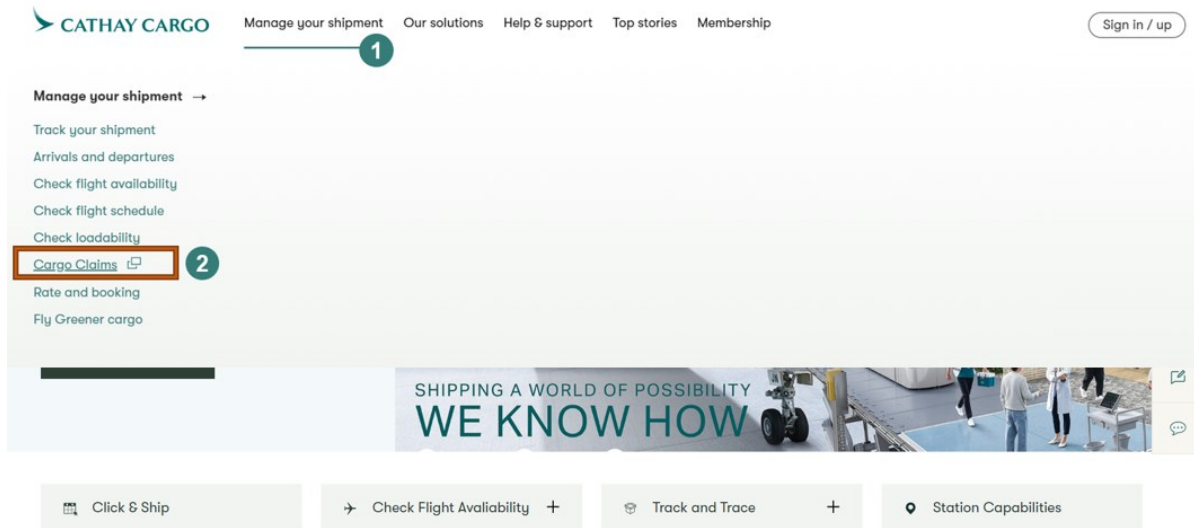 CATHAY CARGO
Manage your shipment Our solutions Help & support Top stories Membership
Sign in / up
1
Manage your shipment →
Track your shipment
Arrivals and departures
Check flight availability
Check flight schedule
Check loadability
Cargo Claims
2
Rate and booking
Fly Greener cargo
SHIPPING A WORLD OF POSSIBILITY
WE KNOW HOW
Click & Ship
Check Flight Avaliability +
Track and Trace +
Station Capabilities